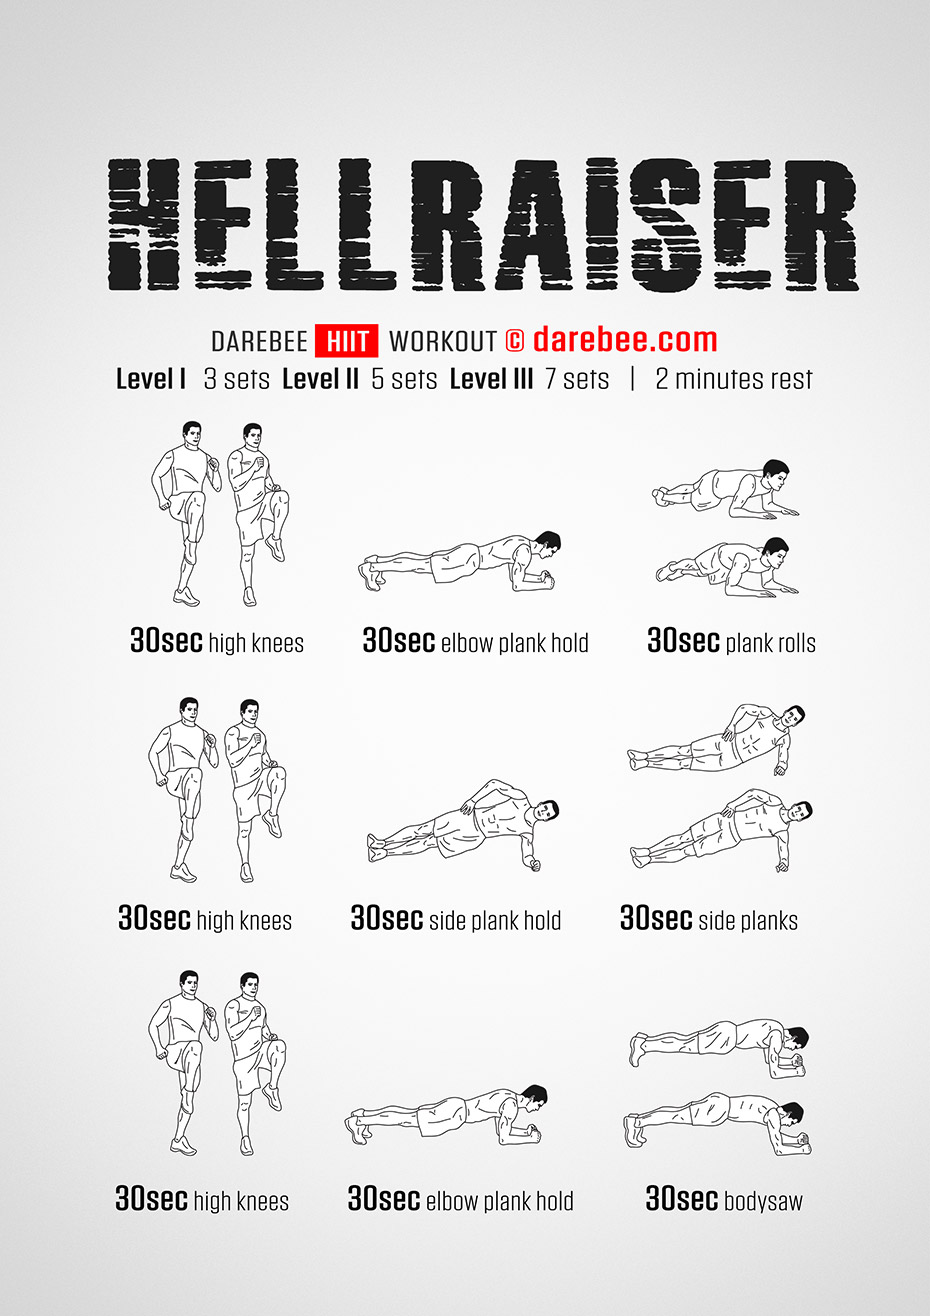 HELLRAISER
DAREBEE HIIT WORKOUT © darebee.com
Level I 3 sets Level II 5 sets Level III 7 sets | 2 minutes rest
30sec high knees 30sec elbow plank hold 30sec plank rolls
30sec high knees 30sec side plank hold 30sec side planks
30sec high knees 30sec elbow plank hold 30sec bodysaw